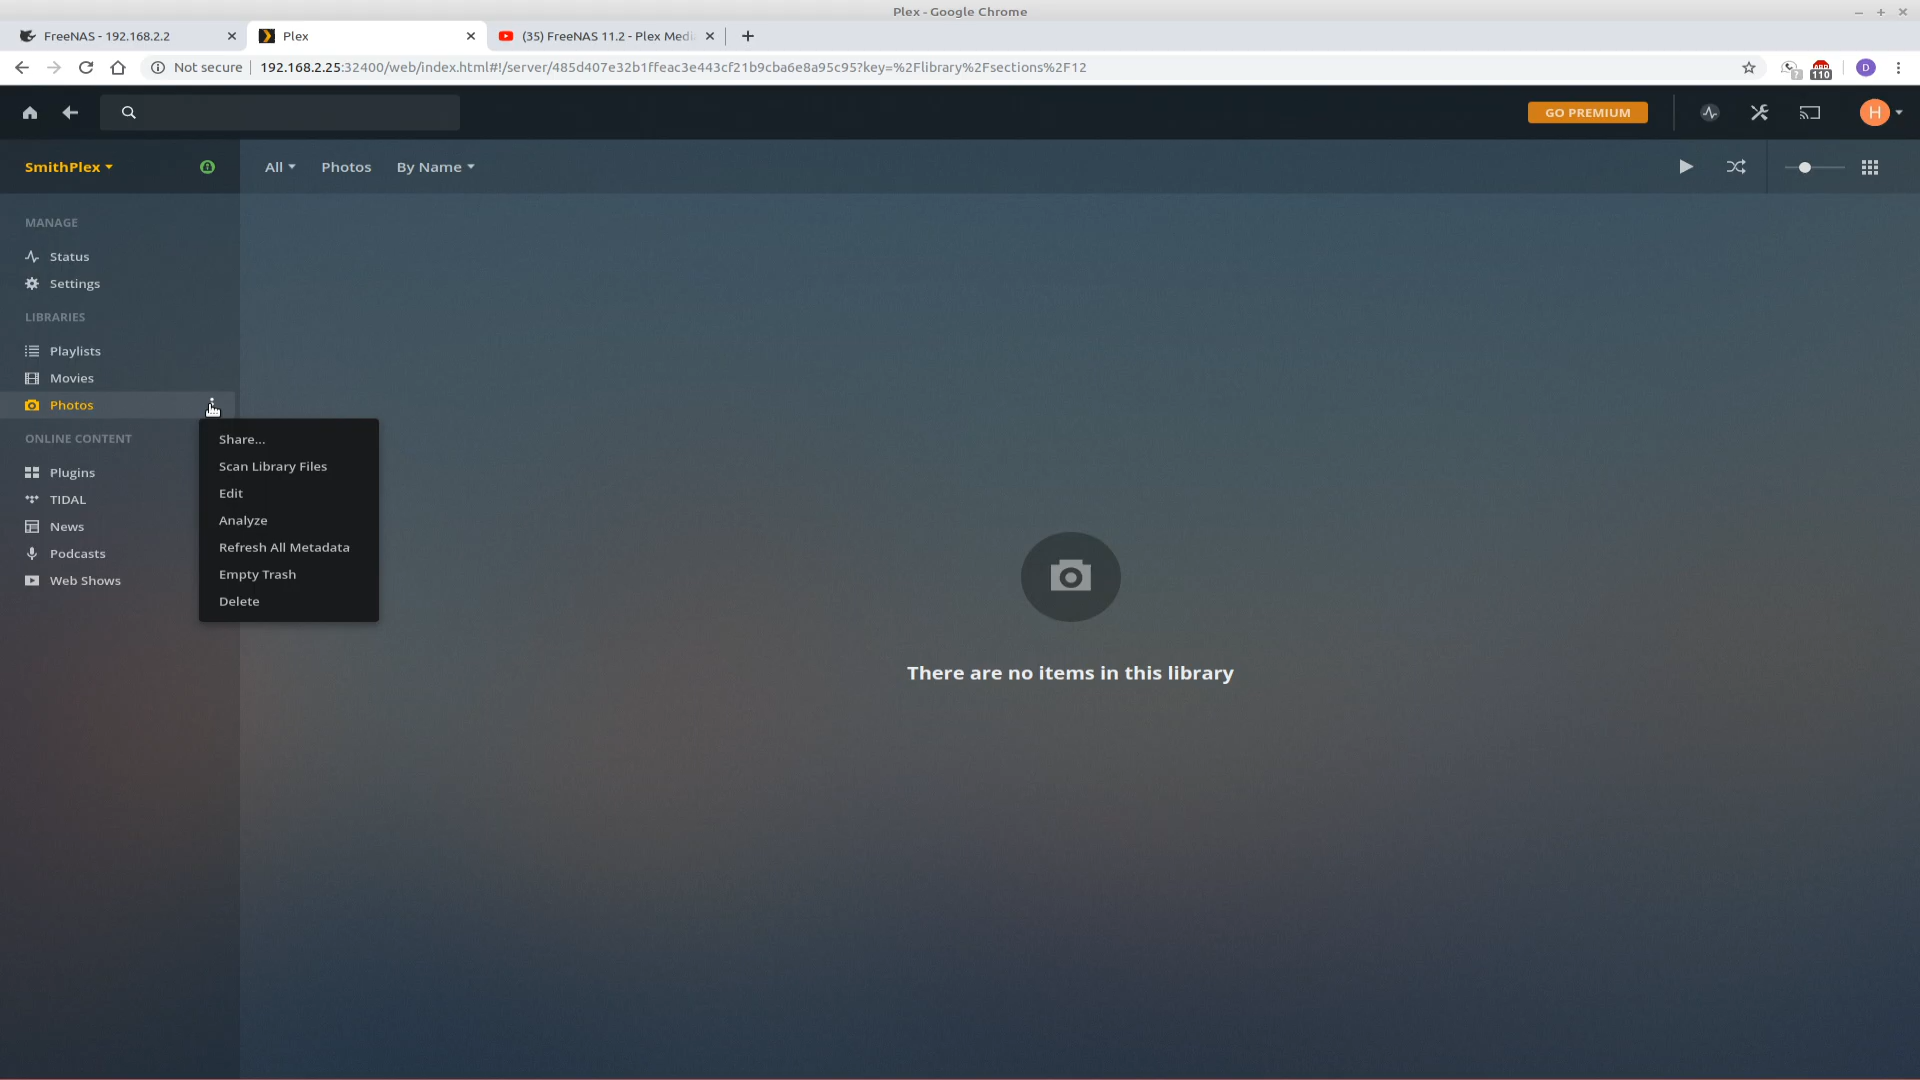 Plex - Google Chrome
FreeNAS - 192.168.2.2
Plex
(35) FreeNAS 11.2 - Plex Medi
Not secure
192.168.2.25:32400/web/index.html#!/server/485d407e32b1ffeac3e443cf21b9cba6e8a95c95?key=%2Flibrary%2Fsections%2F12
110
D
GO PREMIUM
H
SmithPlex
All
Photos
By Name
MANAGE
Status
Settings
LIBRARIES
Playlists
Movies
Photos
ONLINE CONTENT
Plugins
TIDAL
News
Podcasts
Web Shows
Share...
Scan Library Files
Edit
Analyze
Refresh All Metadata
Empty Trash
Delete
There are no items in this library